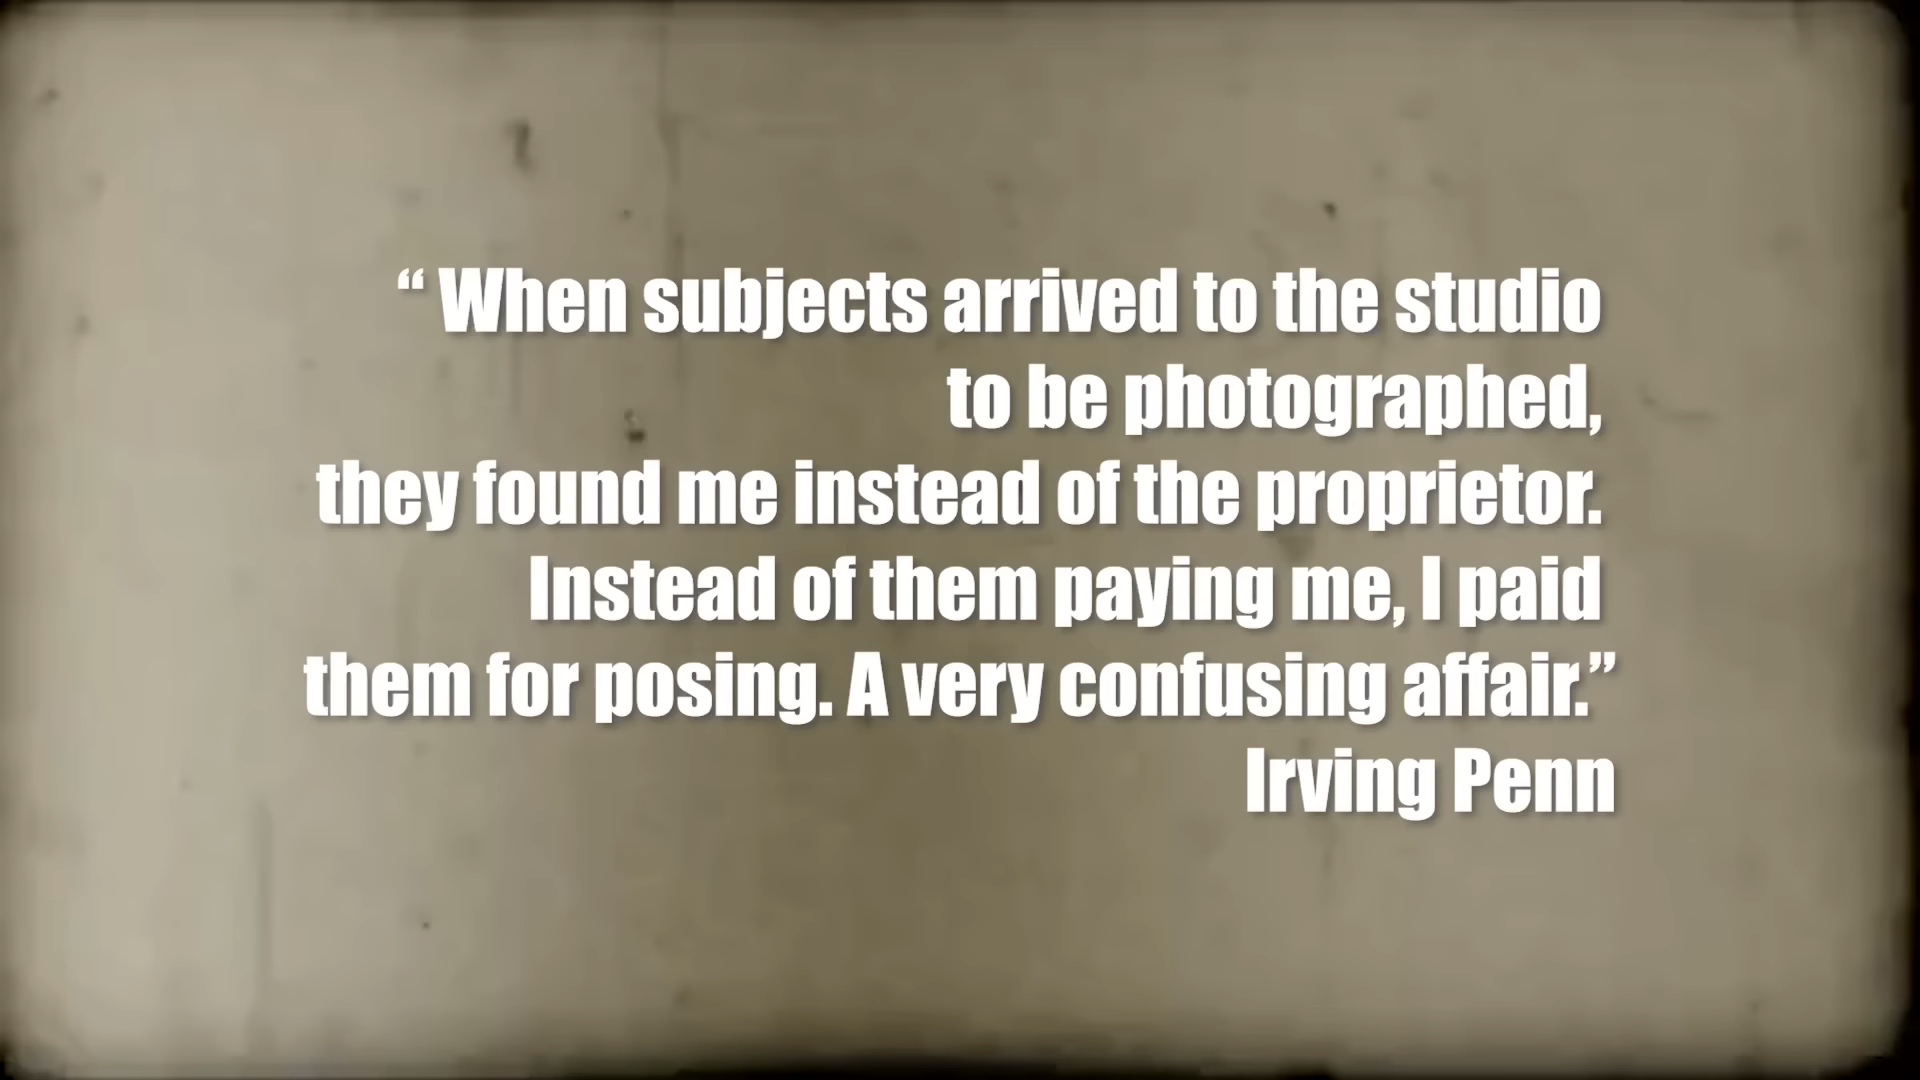 “ When subjects arrived to the studio
to be photographed,
they found me instead of the proprietor.
Instead of them paying me, I paid
them for posing. A very confusing affair.”
Irving Penn